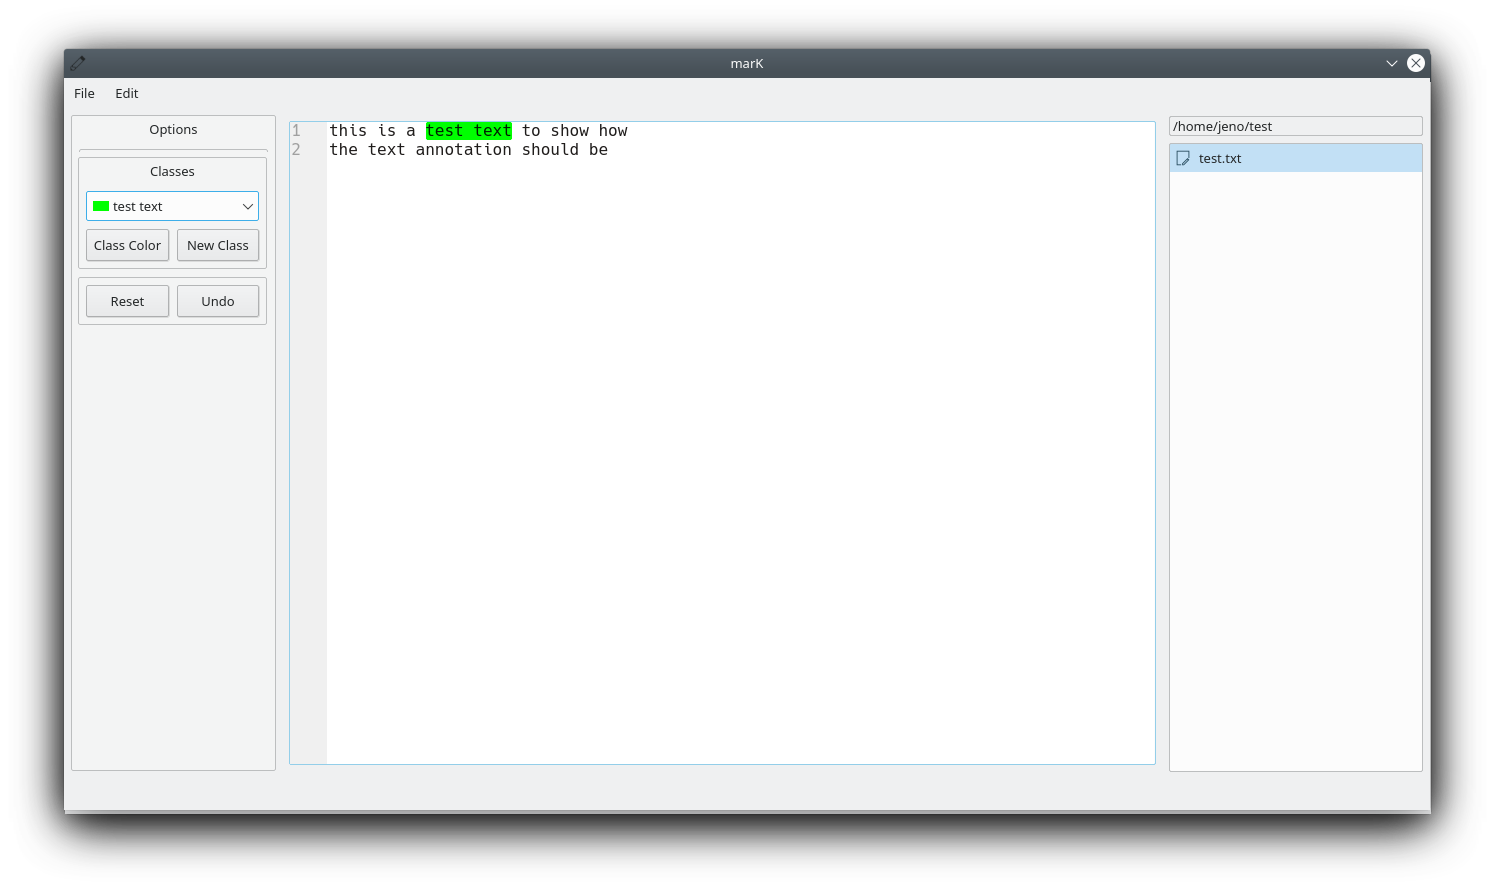 marK
File Edit
Options
Classes
test text
Class Color New Class
Reset Undo
1 this is a test text to show how
2 the text annotation should be
/home/jeno/test
test.txt